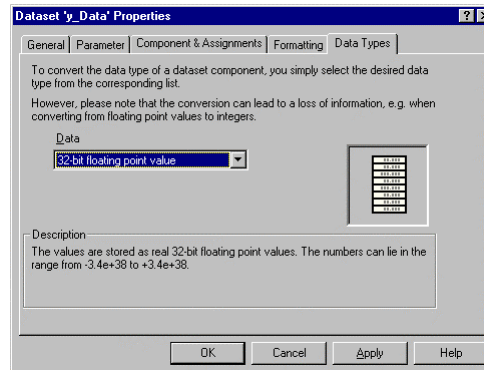 Dataset 'y_Data' Properties
General Parameter Component & Assignments Formatting Data Types
To convert the data type of a dataset component, you simply select the desired data
type from the corresponding list.
However, please note that the conversion can lead to a loss of information, e.g. when
converting from floating point values to integers.
Data
32-bit floating point value
Description
The values are stored as real 32-bit floating point values. The numbers can lie in the
range from -3.4e+38 to +3.4e+38.
OK Cancel Apply Help